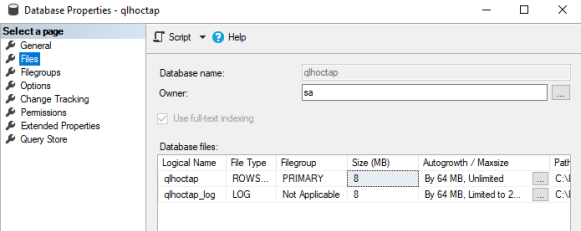 Database Properties - qlhoctap
Select a page
General
Files
Filegroups
Options
Change Tracking
Permissions
Extended Properties
Query Store
Script
Help
Database name:
qlhoctap
Owner:
sa
...
Use full-text indexing
Database files:
Logical Name File Type Filegroup Size (MB) Autogrowth / Maxsize Path
qlhoctap ROWS... PRIMARY 8 By 64 MB, Unlimited ... C:\
qlhoctap_log LOG Not Applicable 8 By 64 MB, Limited to 2... ... C:\